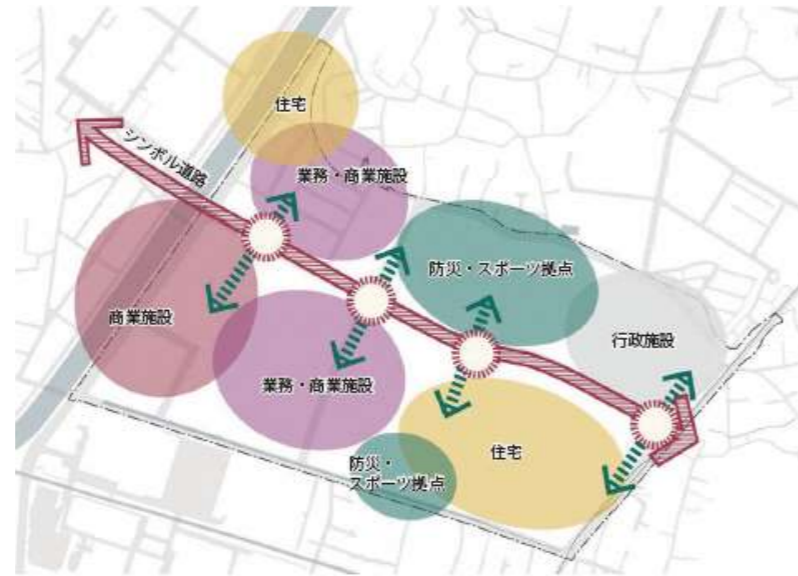 住宅
シンボル道路
業務・商業施設
防災・スポーツ拠点
商業施設
行政施設
業務・商業施設
住宅
防災・
スポーツ拠点